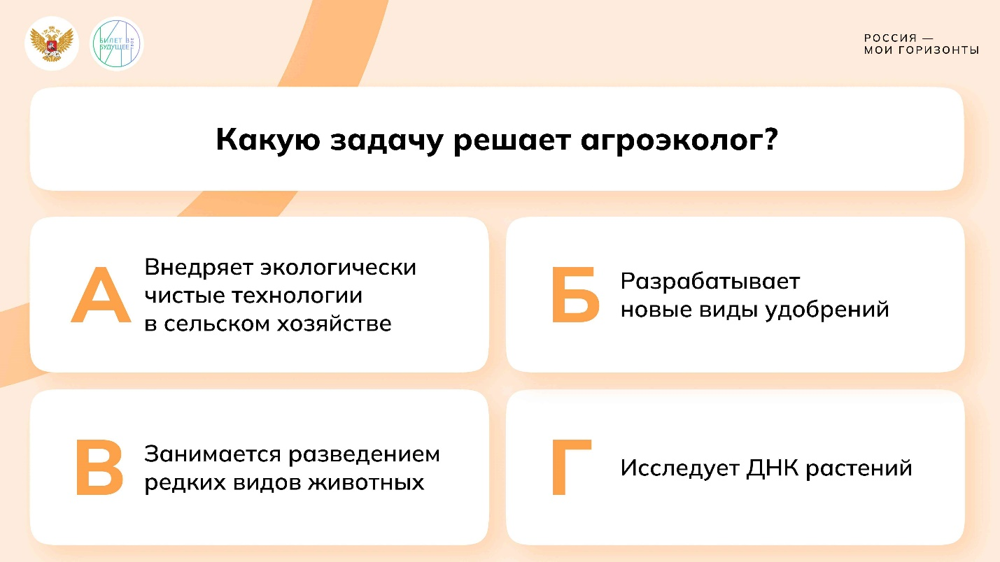 БИЛЕТ В
БУДУЩЕЕ
РОССИЯ —
МОИ ГОРИЗОНТЫ
Какую задачу решает агроэколог?
А
Внедряет экологически
чистые технологии
в сельском хозяйстве
Б
Разрабатывает
новые виды удобрений
В
Занимается разведением
редких видов животных
Г
Исследует ДНК растений